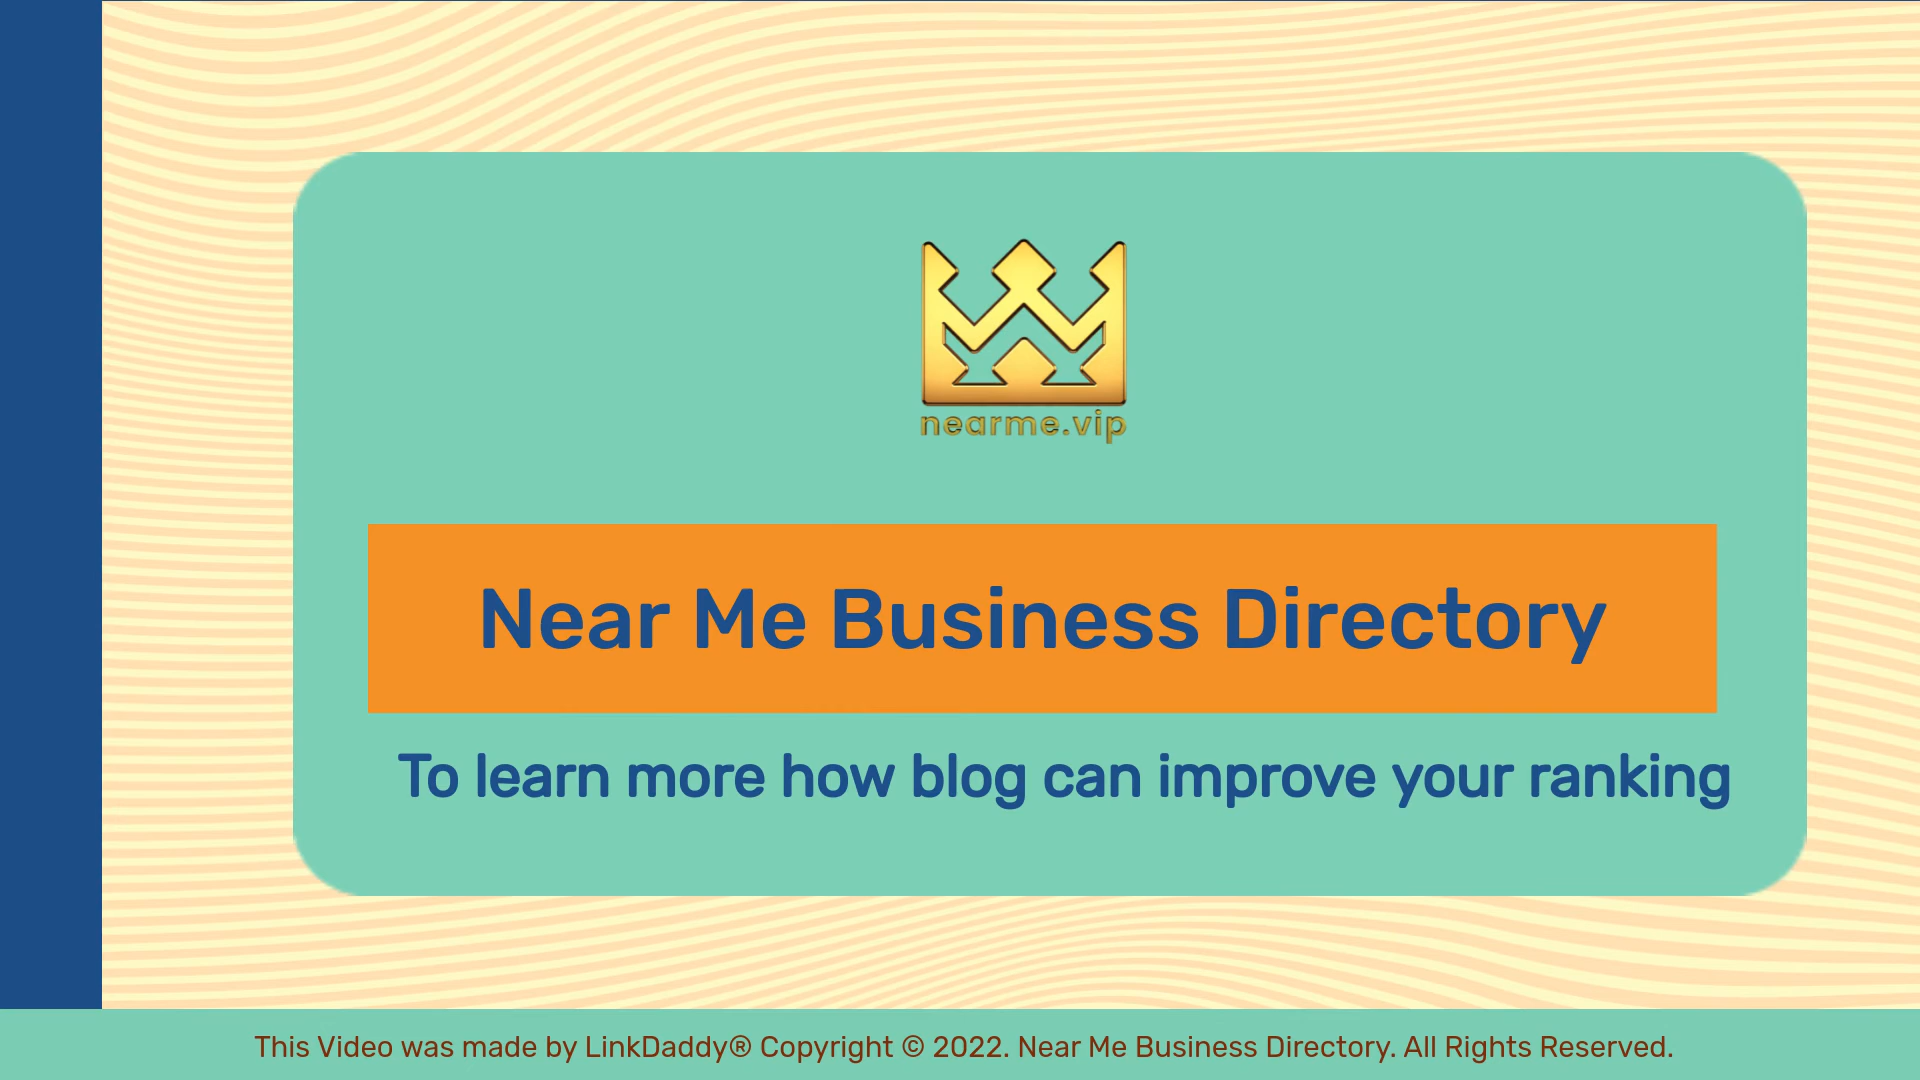 nearme.vip
Near Me Business Directory
To learn more how blog can improve your ranking
This Video was made by LinkDaddy® Copyright © 2022. Near Me Business Directory. All Rights Reserved.